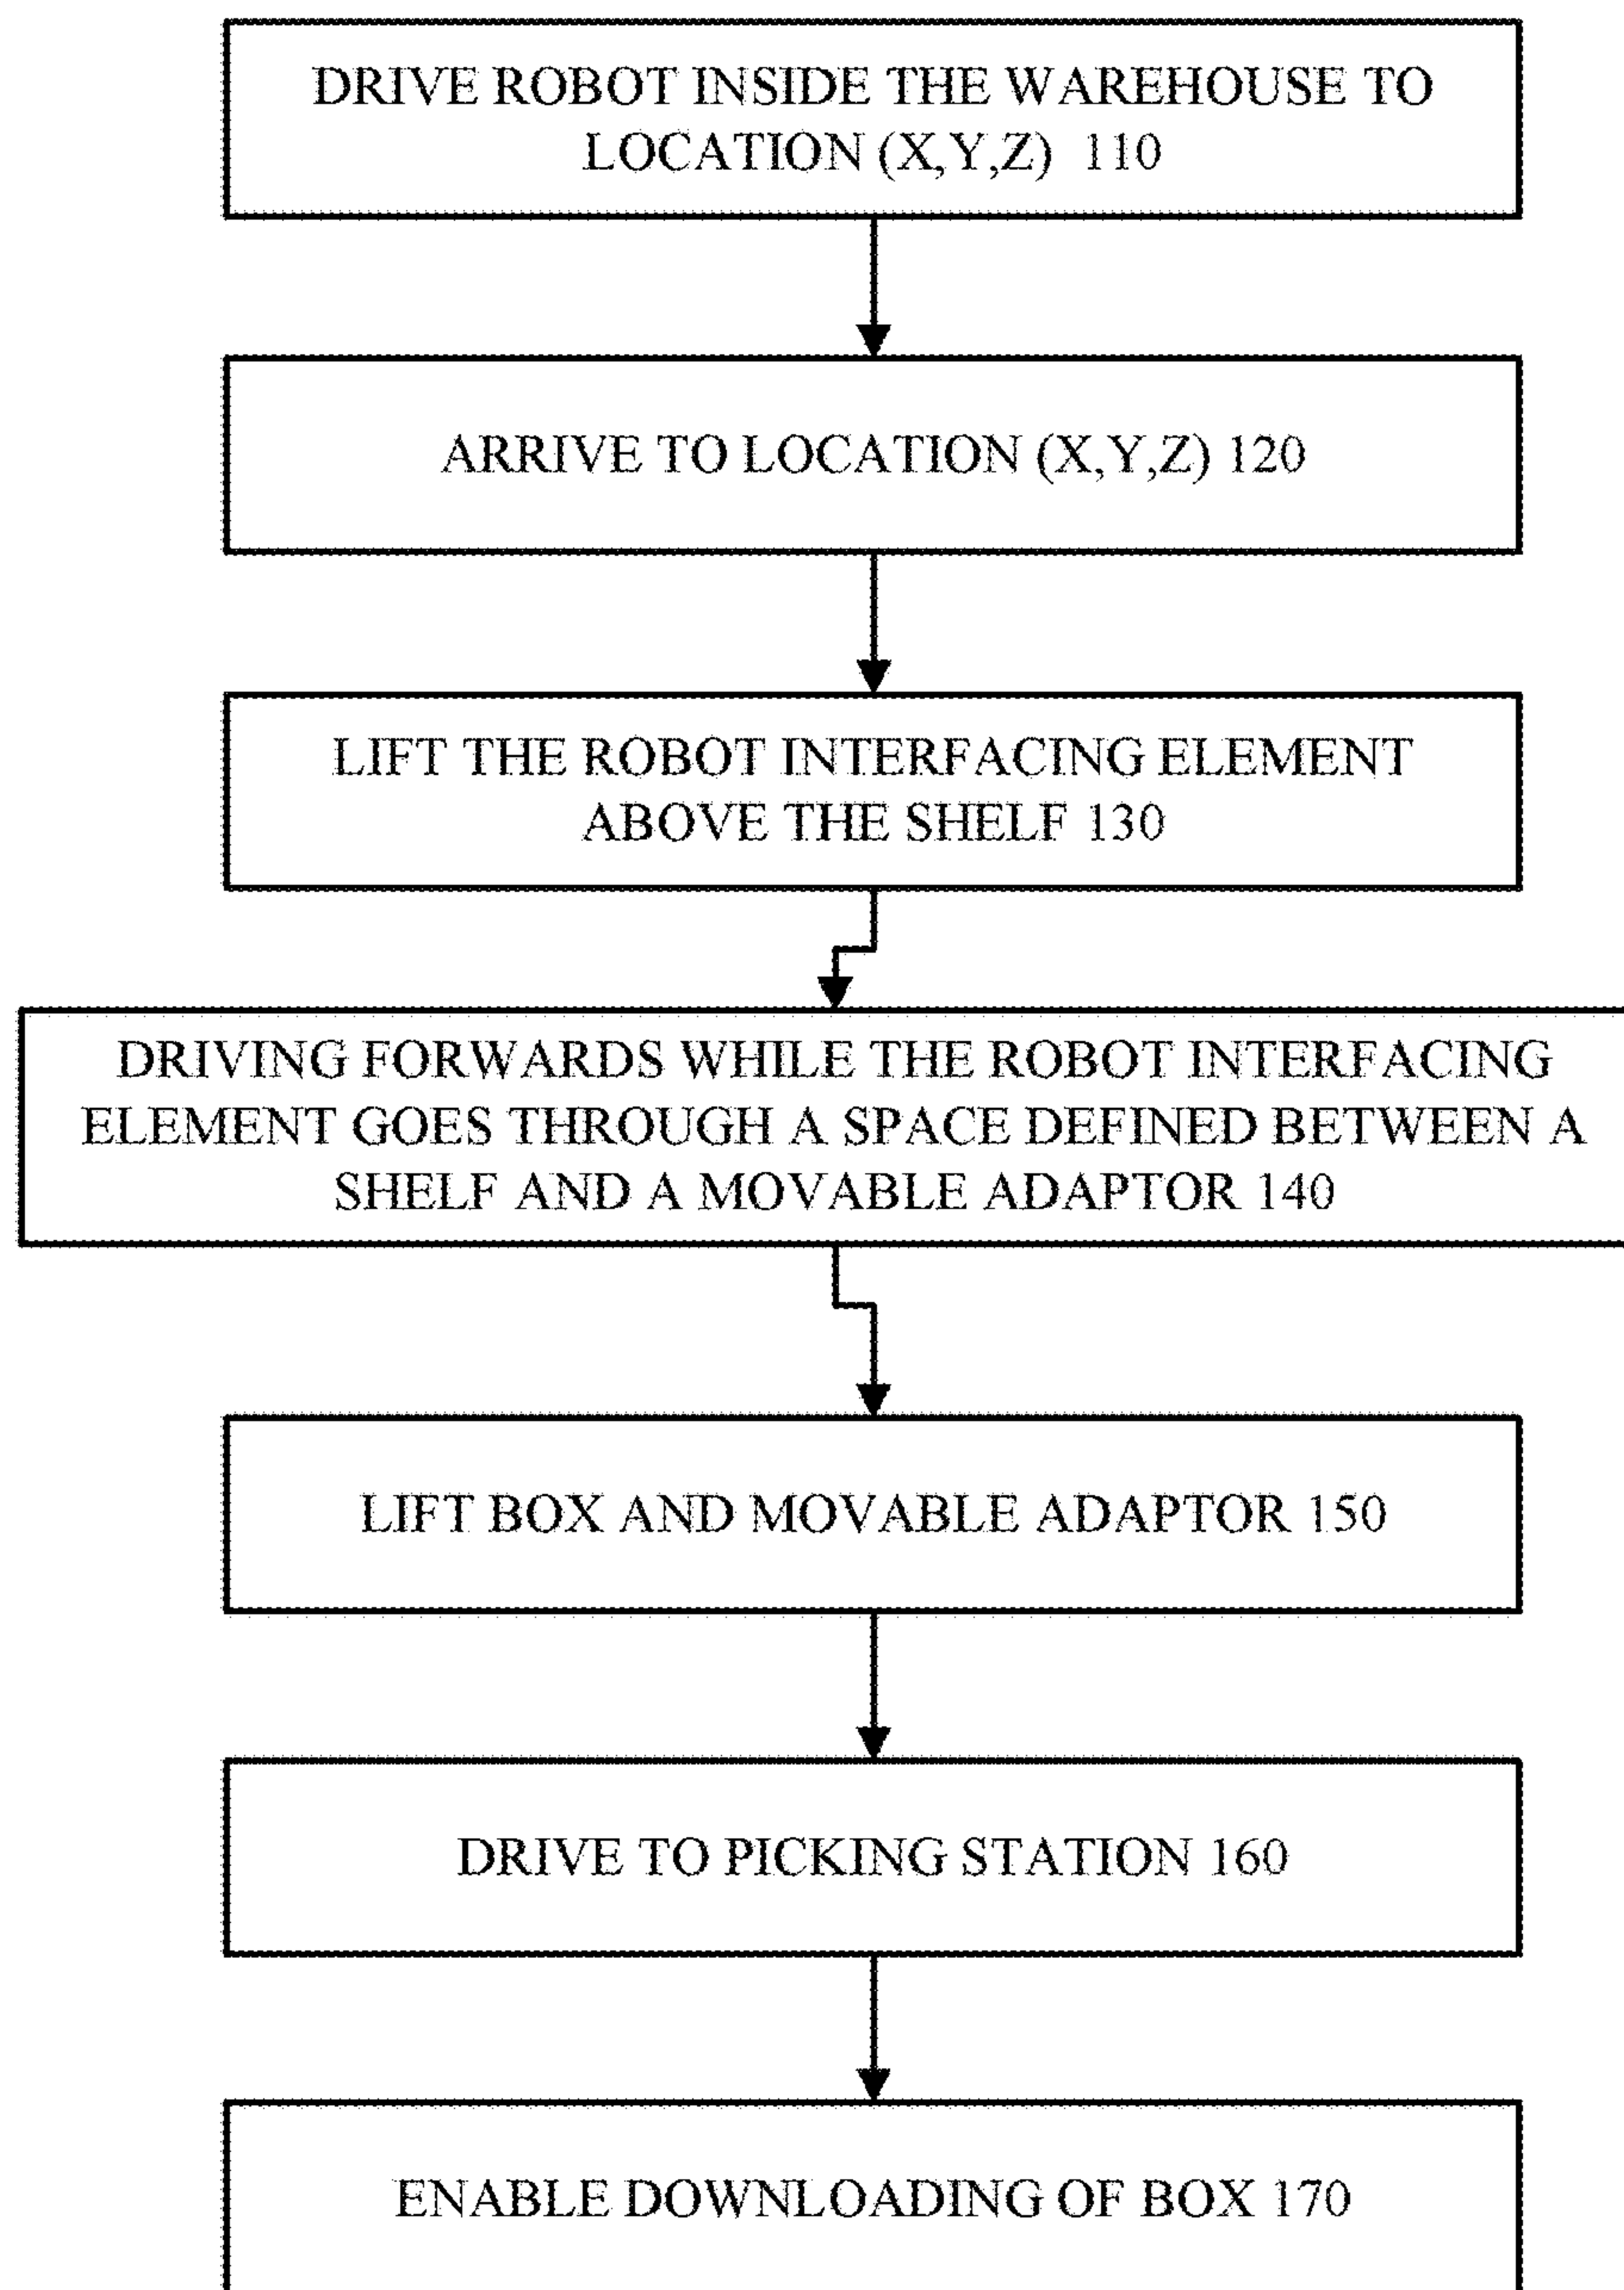 DRIVE ROBOT INSIDE THE WAREHOUSE TO
LOCATION (X,Y,Z) 110
ARRIVE TO LOCATION (X,Y,Z) 120
LIFT THE ROBOT INTERFACING ELEMENT
ABOVE THE SHELF 130
DRIVING FORWARDS WHILE THE ROBOT INTERFACING
ELEMENT GOES THROUGH A SPACE DEFINED BETWEEN A
SHELF AND A MOVABLE ADAPTOR 140
LIFT BOX AND MOVABLE ADAPTOR 150
DRIVE TO PICKING STATION 160
ENABLE DOWNLOADING OF BOX 170